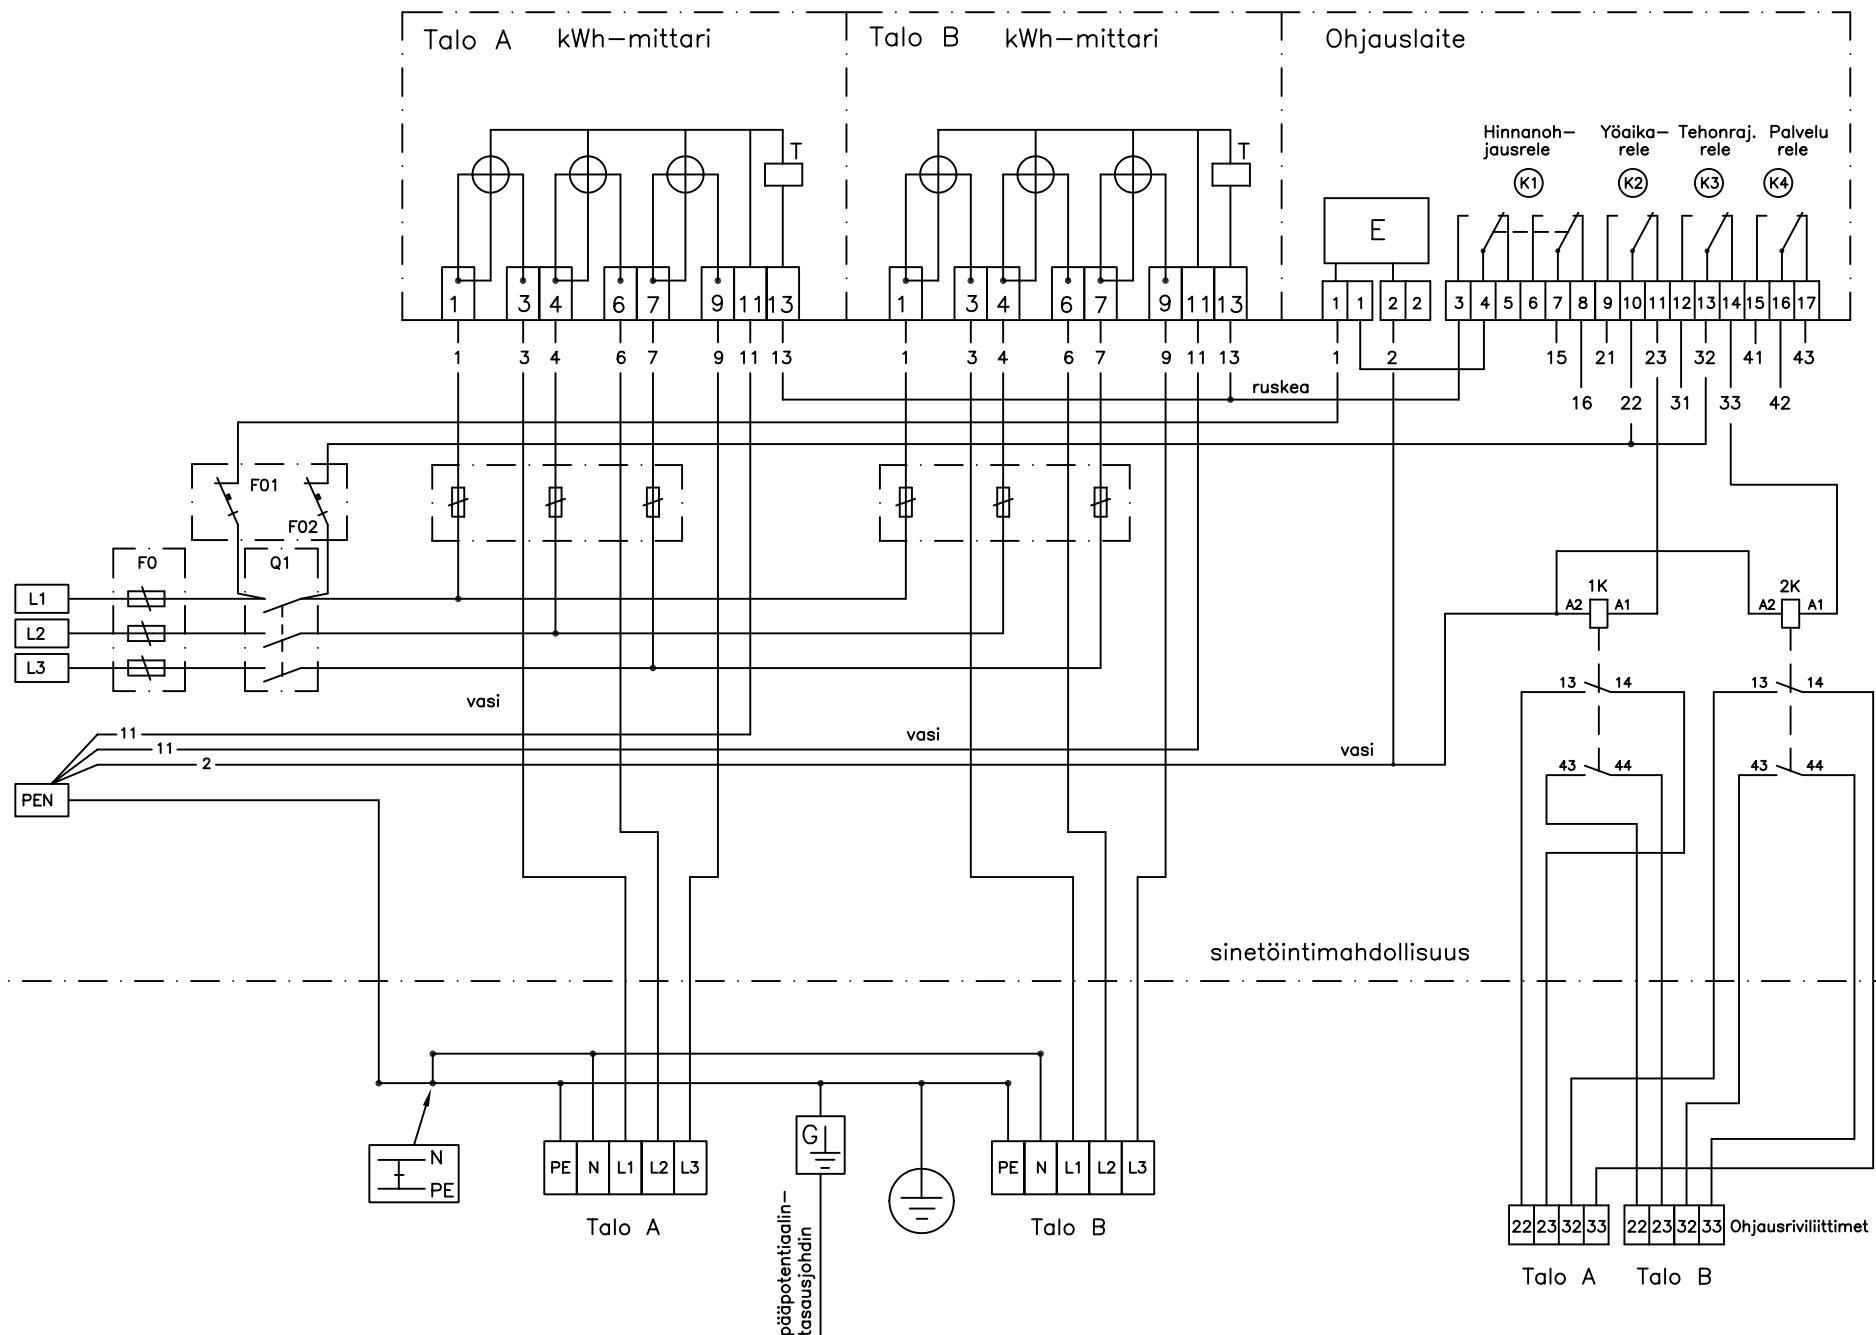 Talo A kWh-mittari
Talo B kWh-mittari
Ohjauslaite
Hinnanoh-
jausrele
K1
Yöaika-
rele
K2
Tehonraj.
rele
K3
Palvelu
rele
K4
T
T
E
1 3 4 6 7 9 11 13
1 3 4 6 7 9 11 13
1 1 2 2
3 4 5 6 7 8 9 10 11 12 13 14 15 16 17
1 3 4 6 7 9 11 13
1 3 4 6 7 9 11 13
1 2
15 21 23 32 41 43
16 22 31 33 42
ruskea
F01
F02
F0
Q1
L1
L2
L3
1K
A2 A1
2K
A2 A1
13 14
13 14
43 44
43 44
vasi
vasi
vasi
11
11
2
PEN
sinetöintimahdollisuus
N
PE
PE N L1 L2 L3
Talo A
G
pääpotentiaalin-
tasausjohdin
PE N L1 L2 L3
Talo B
22 23 32 33
22 23 32 33
Ohjausriviliittimet
Talo A
Talo B